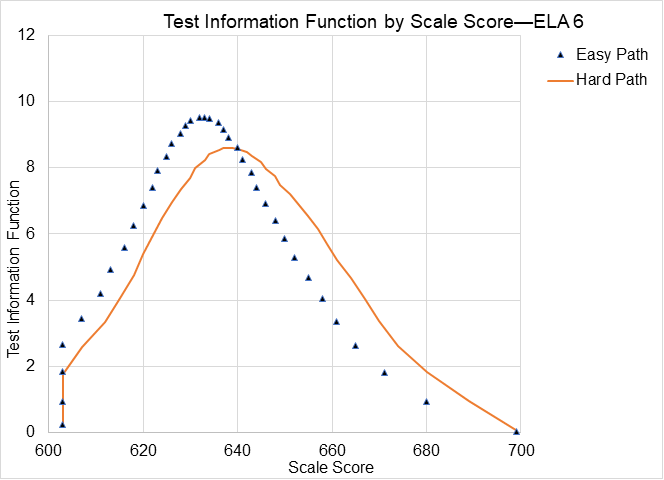 Test Information Function by Scale Score—ELA 6
Easy Path
Hard Path
Test Information Function
12
10
8
6
4
2
0
600 620 640 660 680 700
Scale Score